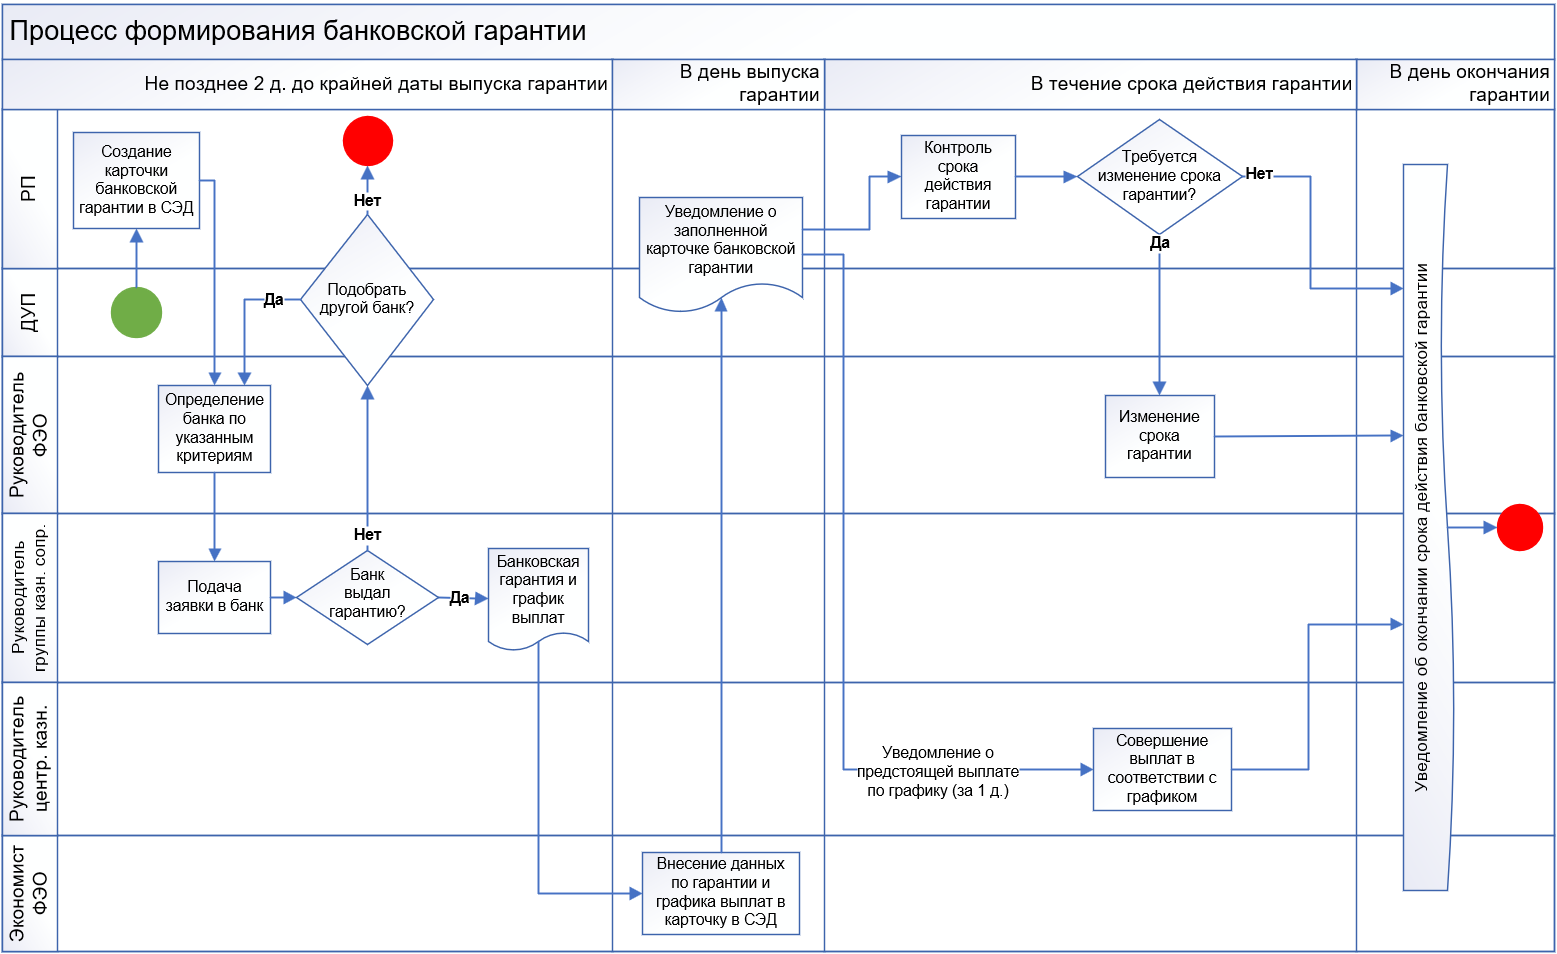 Процесс формирования банковской гарантии
Не позднее 2 д. до крайней даты выпуска гарантии
В день выпуска
гарантии
В течение срока действия гарантии
В день окончания
гарантии
РП
Создание
карточки
банковской
гарантии в СЭД
Нет
Уведомление о
заполненной
карточке банковской
гарантии
Контроль
срока
действия
гарантии
Требуется
изменение срока
гарантии?
Нет
Да
ДУП
Подобрать
другой банк?
Да
Руководитель
ФЭО
Определение
банка по
указанным
критериям
Изменение
срока
гарантии
Уведомление об окончании срока действия банковской гарантии
Руководитель
группы казн. сопр.
Подача
заявки в банк
Нет
Банк
выдал
гарантию?
Да
Банковская
гарантия и
график
выплат
Руководитель
центр. казн.
Уведомление о
предстоящей выплате
по графику (за 1 д.)
Совершение
выплат в
соответствии с
графиком
Экономист
ФЭО
Внесение данных
по гарантии и
графика выплат в
карточку в СЭД